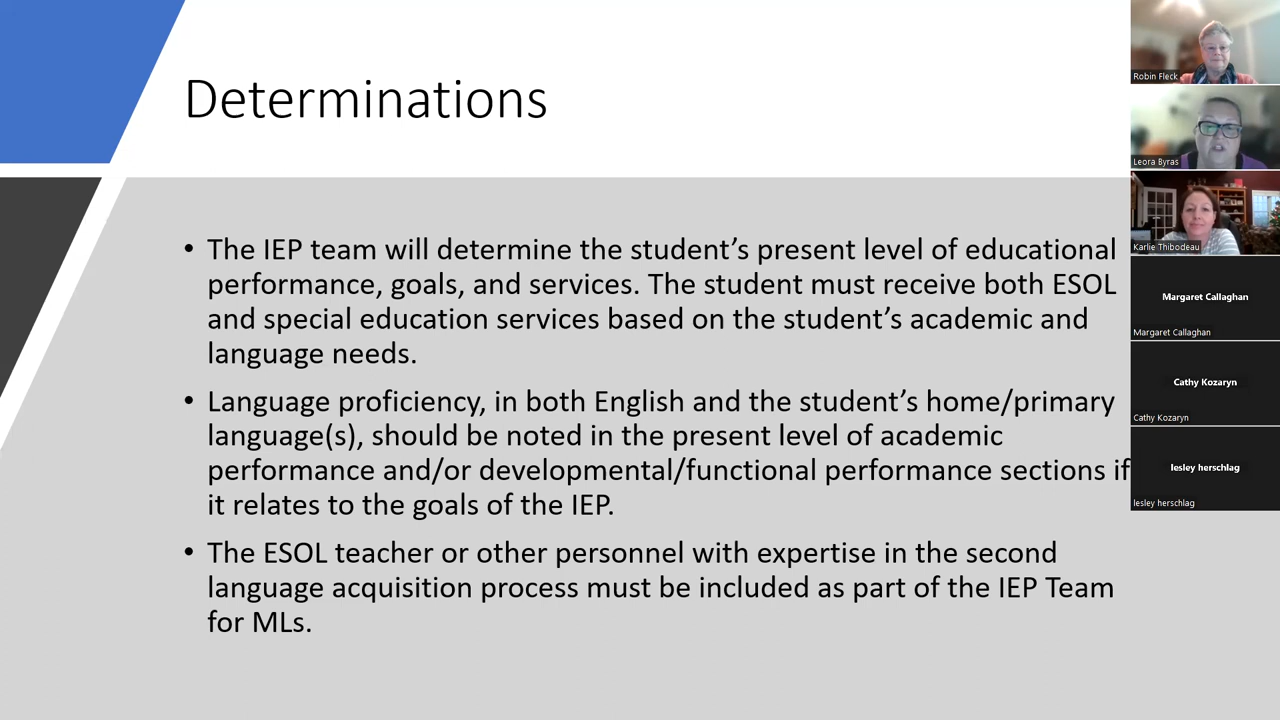 Determinations
• The IEP team will determine the student’s present level of educational
performance, goals, and services. The student must receive both ESOL
and special education services based on the student’s academic and
language needs.
• Language proficiency, in both English and the student’s home/primary
language(s), should be noted in the present level of academic
performance and/or developmental/functional performance sections if
it relates to the goals of the IEP.
• The ESOL teacher or other personnel with expertise in the second
language acquisition process must be included as part of the IEP Team
for MLs.
Robin Fleck
Leora Byras
Karlie Thibodeau
Margaret Callaghan
Margaret Callaghan
Cathy Kozaryn
Cathy Kozaryn
lesley herschlag
lesley herschlag